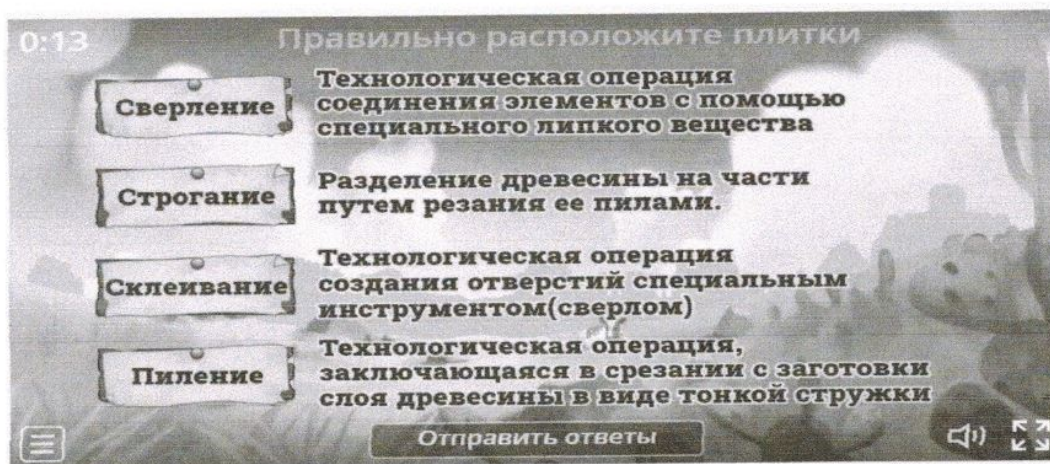 0:13
Правильно расположите плитки
Сверление
Технологическая операция
соединения элементов с помощью
специального липкого вещества
Строгание
Разделение древесины на части
путем резания ее пилами.
Склеивание
Технологическая операция
создания отверстий специальным
инструментом(сверлом)
Пиление
Технологическая операция,
заключающаяся в срезании с заготовки
слоя древесины в виде тонкой стружки
Отправить ответы